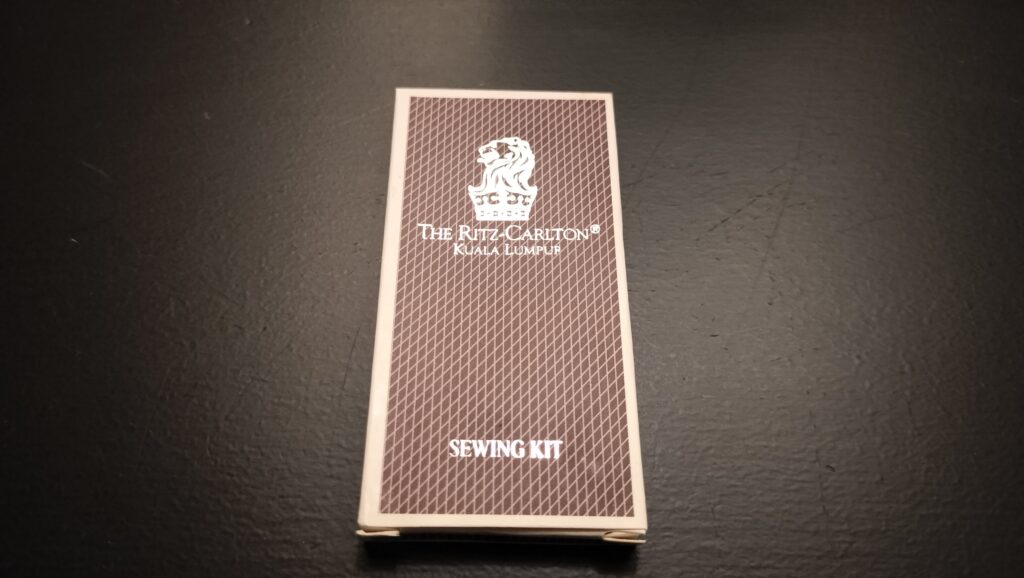 The Ritz-Carlton®
Kuala Lumpur
SEWING KIT